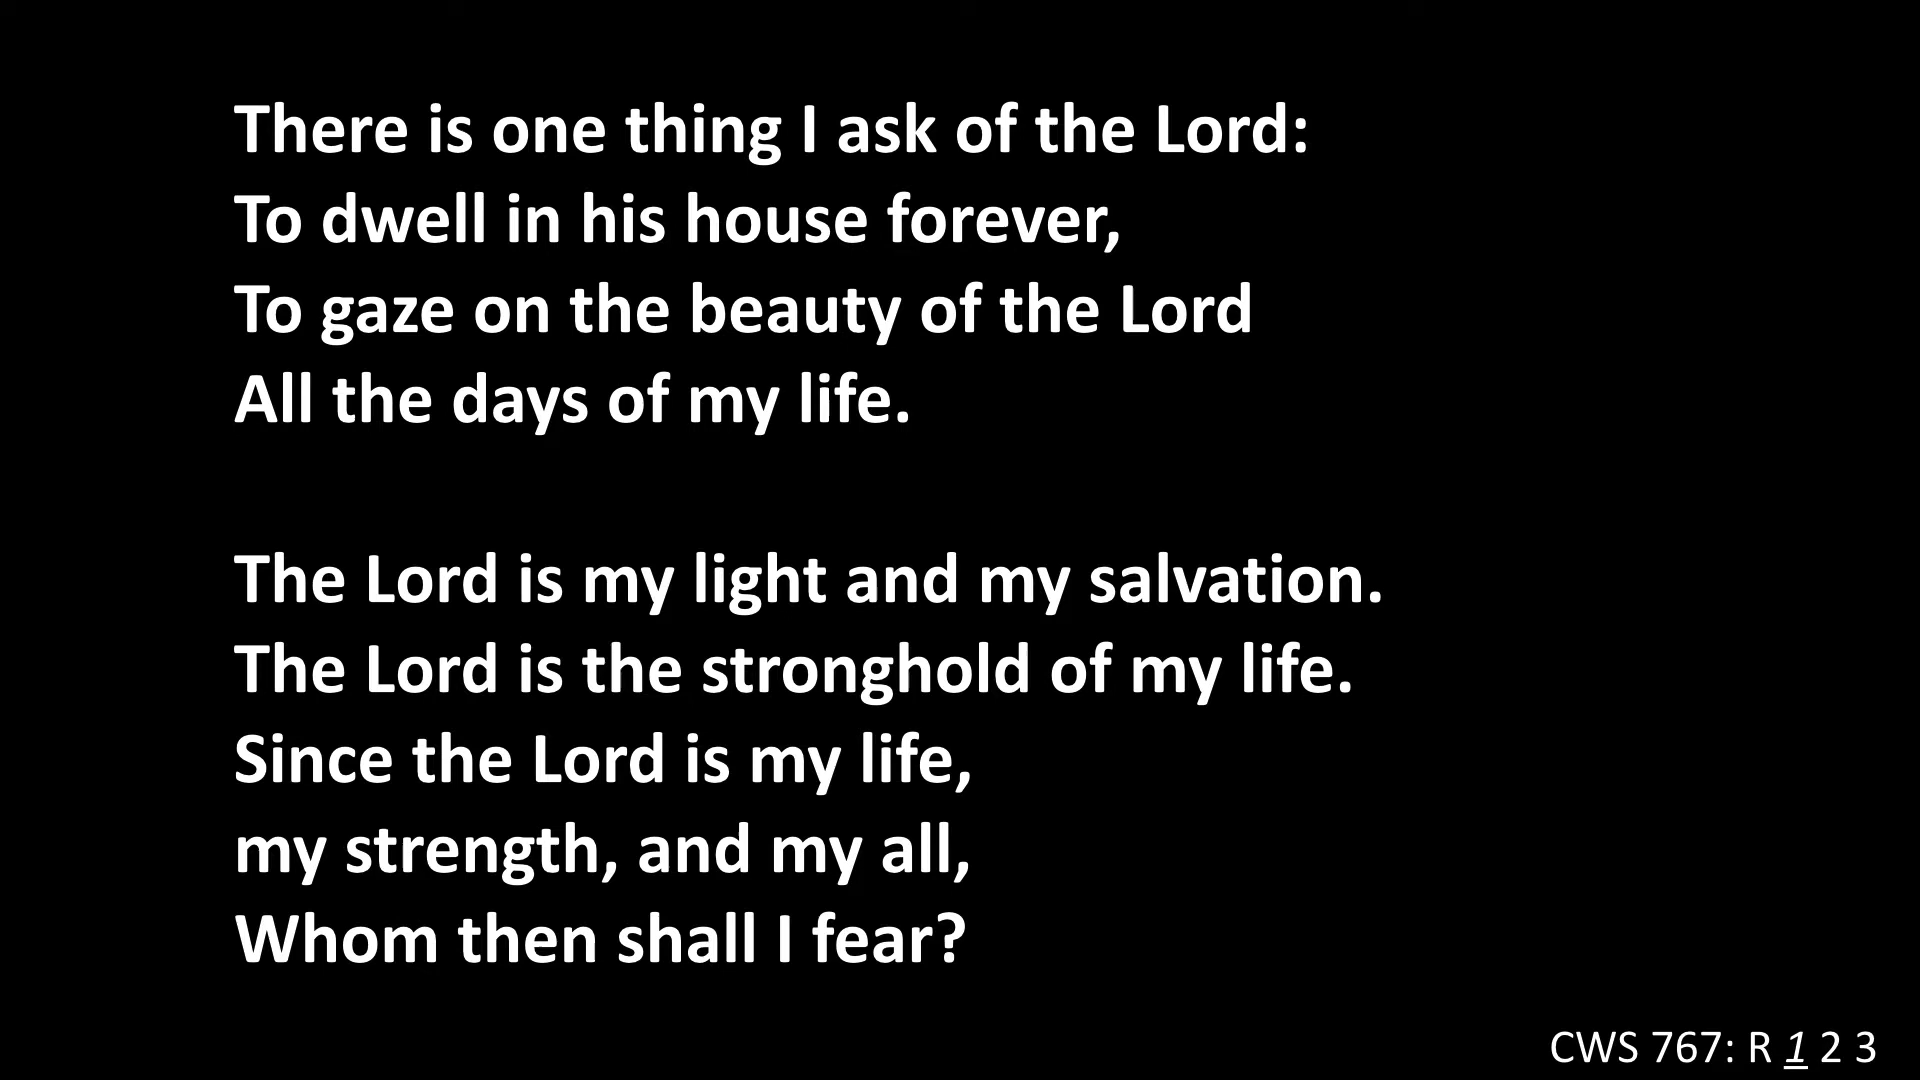 There is one thing I ask of the Lord:
To dwell in his house forever,
To gaze on the beauty of the Lord
All the days of my life.
The Lord is my light and my salvation.
The Lord is the stronghold of my life.
Since the Lord is my life,
my strength, and my all,
Whom then shall I fear?
CWS 767: R 1 2 3